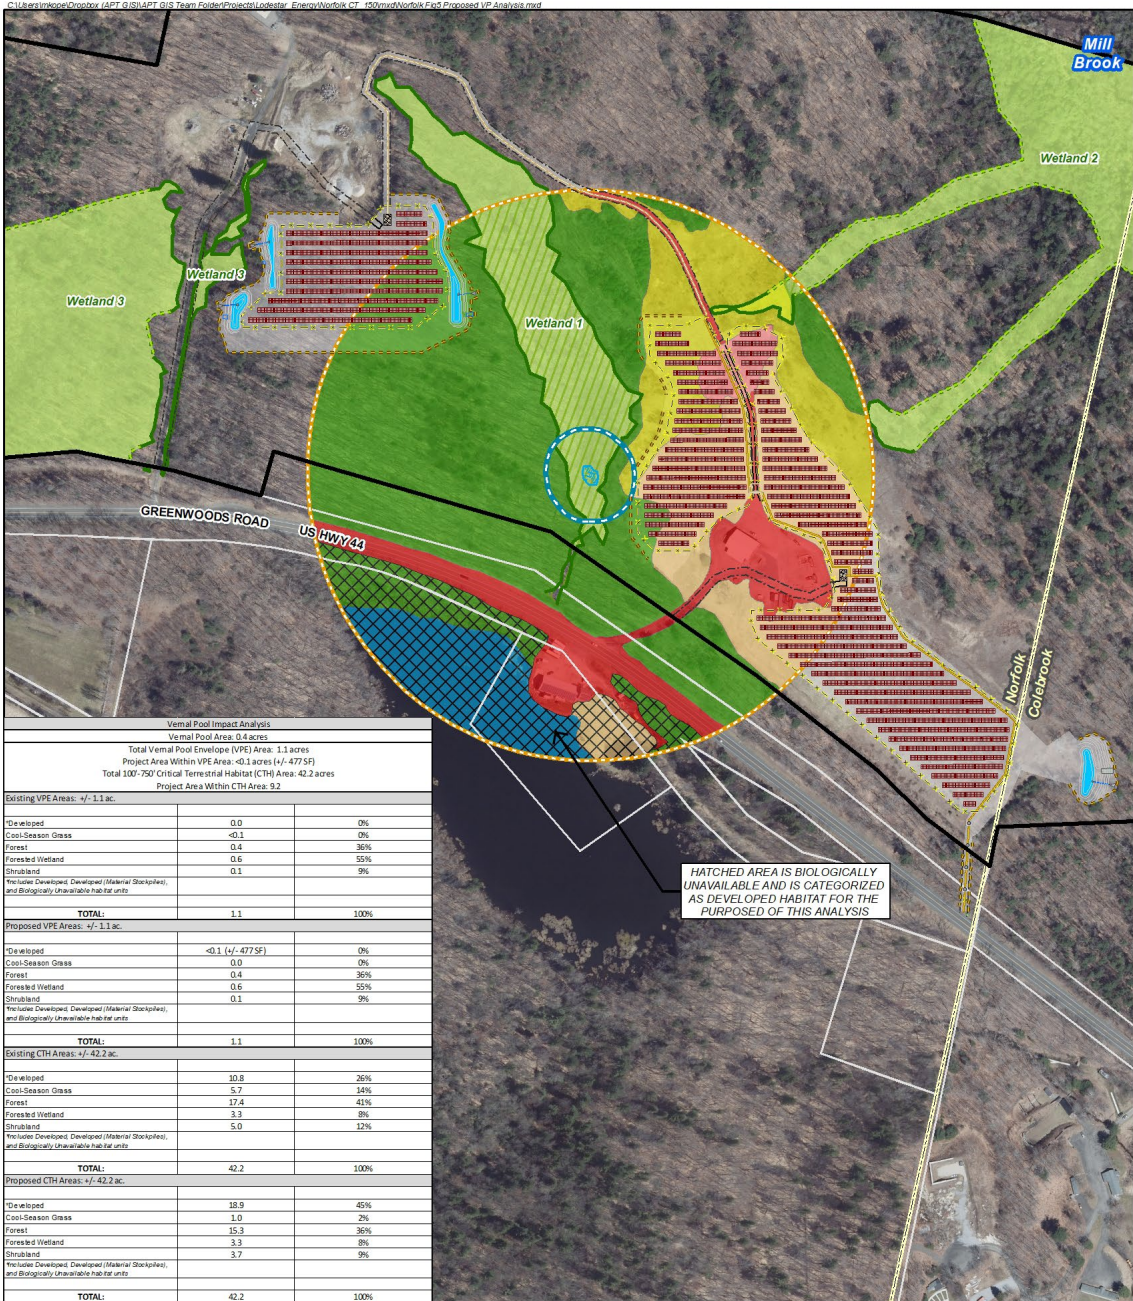 C:\Users\mkope\Dropbox (APT GIS)\APT GIS Team Folder\Projects\Lodestar_Energy\Norfolk CT_150\mxd\Norfolk Fig5 Proposed VP Analysis.mxd
Mill
Brook
Wetland 2
Wetland 3
Wetland 3
Wetland 1
GREENWOODS ROAD
US HWY 44
Norfolk
Colebrook
HATCHED AREA IS BIOLOGICALLY
UNAVAILABLE AND IS CATEGORIZED
AS DEVELOPED HABITAT FOR THE
PURPOSED OF THIS ANALYSIS
Vernal Pool Impact Analysis
Vernal Pool Area: 0.4 acres
Total Vernal Pool Envelope (VPE) Area: 1.1 acres
Project Area Within VPE Area: <0.1 acres (+/- 477 SF)
Total 100'-750' Critical Terrestrial Habitat (CTH) Area: 42.2 acres
Project Area Within CTH Area: 9.2
Existing VPE Areas: +/- 1.1 ac.
*Developed 0.0 0%
Cool-Season Grass <0.1 0%
Forest 0.4 36%
Forested Wetland 0.6 55%
Shrubland 0.1 9%
*Includes Developed, Developed (Material Stockpiles),
and Biologically Unavailable habitat units
TOTAL: 1.1 100%
Proposed VPE Areas: +/- 1.1 ac.
*Developed <0.1 (+/- 477 SF) 0%
Cool-Season Grass 0.0 0%
Forest 0.4 36%
Forested Wetland 0.6 55%
Shrubland 0.1 9%
*Includes Developed, Developed (Material Stockpiles),
and Biologically Unavailable habitat units
TOTAL: 1.1 100%
Existing CTH Areas: +/- 42.2 ac.
*Developed 10.8 26%
Cool-Season Grass 5.7 14%
Forest 17.4 41%
Forested Wetland 3.3 8%
Shrubland 5.0 12%
*Includes Developed, Developed (Material Stockpiles),
and Biologically Unavailable habitat units
TOTAL: 42.2 100%
Proposed CTH Areas: +/- 42.2 ac.
*Developed 18.9 45%
Cool-Season Grass 1.0 2%
Forest 15.3 36%
Forested Wetland 3.3 8%
Shrubland 3.7 9%
*Includes Developed, Developed (Material Stockpiles),
and Biologically Unavailable habitat units
TOTAL: 42.2 100%